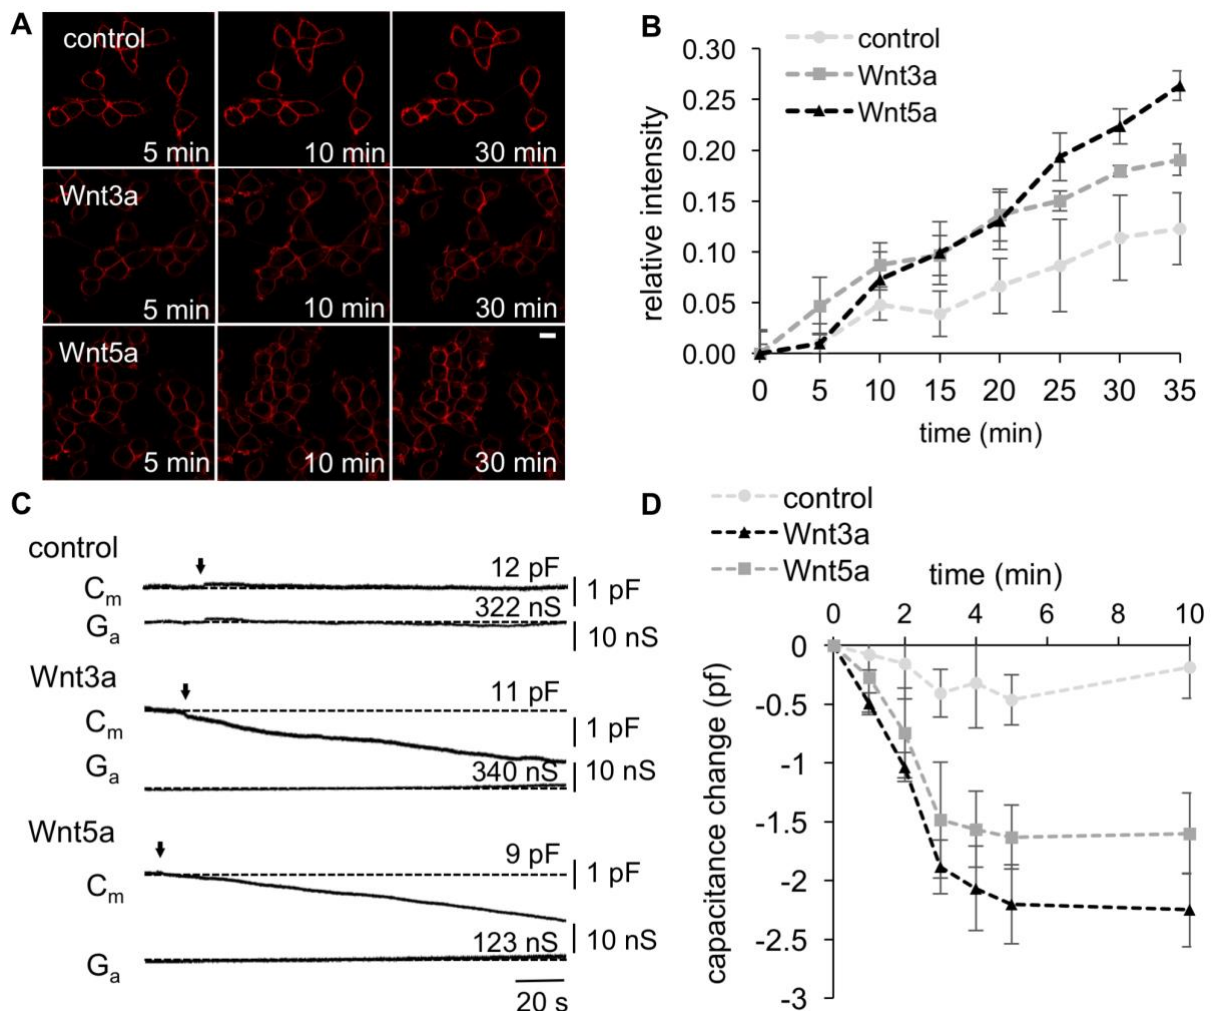 A
control
5 min
10 min
30 min
Wnt3a
5 min
10 min
30 min
Wnt5a
5 min
10 min
30 min
B
control
Wnt3a
Wnt5a
relative intensity
0.30
0.25
0.20
0.15
0.10
0.05
0.00
0 5 10 15 20 25 30 35
time (min)
C
control
12 pF
Cm
1 pF
322 nS
Ga
10 nS
Wnt3a
11 pF
Cm
1 pF
Ga
340 nS
10 nS
Wnt5a
9 pF
Cm
1 pF
123 nS
10 nS
Ga
20 s
D
control
Wnt3a
Wnt5a
time (min)
0 2 4 6 8 10
capacitance change (pf)
0
-0.5
-1
-1.5
-2
-2.5
-3